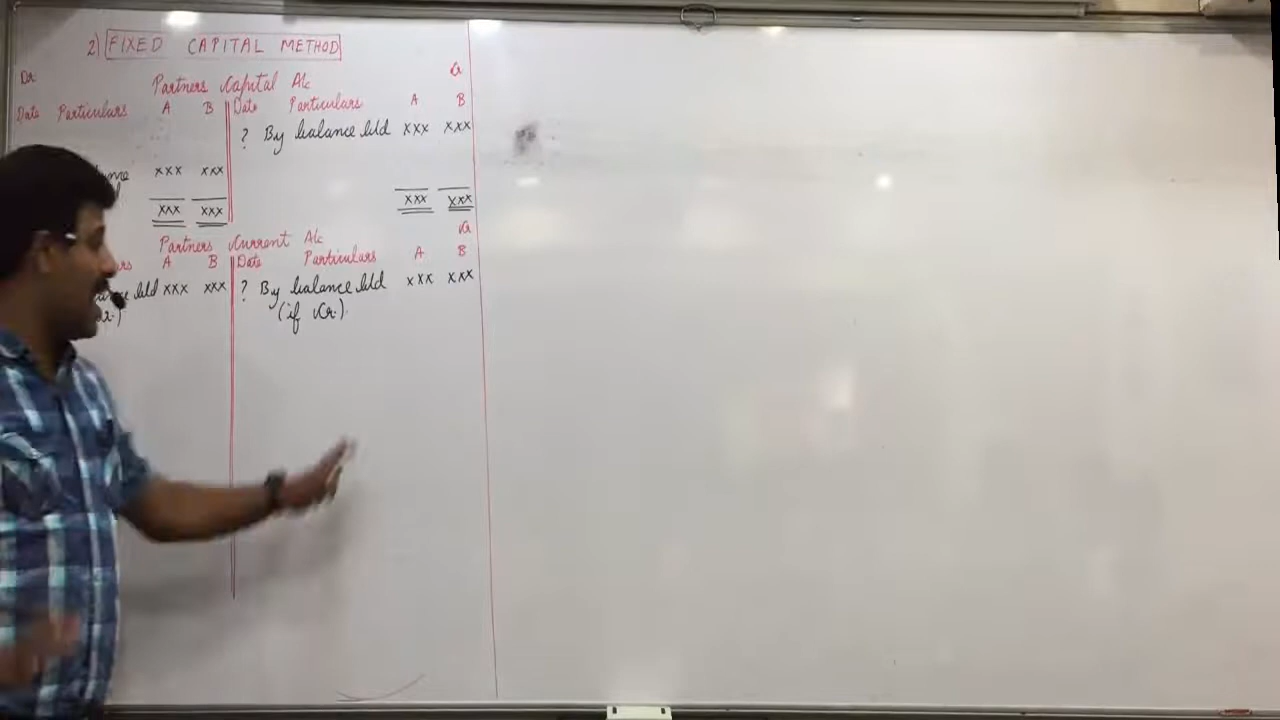 2) FIXED CAPITAL METHOD
Dr Cr
Partners Capital A/c
Date Particulars A B Date Particulars A B
? By balance b/d xxx xxx
xxx xxx
xxx xxx xxx xxx
Cr
Partners Current A/c
A B Date Particulars A B
b/d xxx xxx ? By balance b/d xxx xxx
(if Cr.)